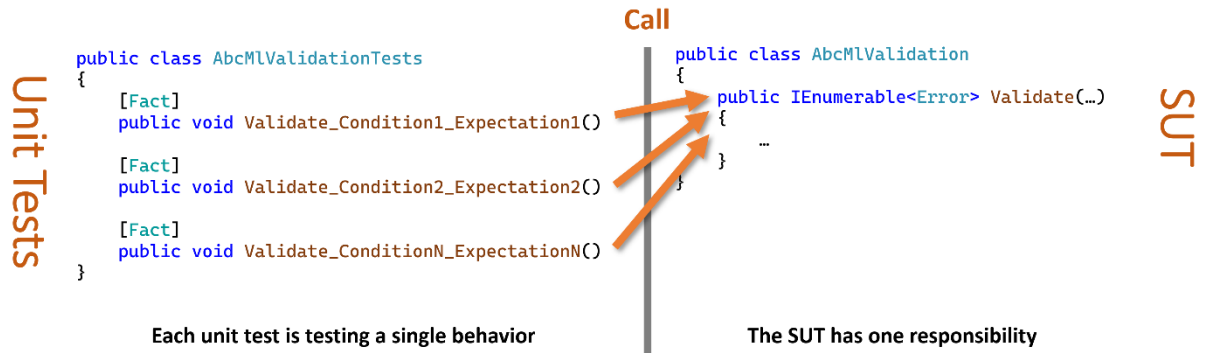 Call
Unit Tests
public class AbcMlValidationTests
{
[Fact]
public void Validate_Condition1_Expectation1()
[Fact]
public void Validate_Condition2_Expectation2()
[Fact]
public void Validate_ConditionN_ExpectationN()
}
Each unit test is testing a single behavior
public class AbcMlValidation
{
public IEnumerable<Error> Validate(…)
{
…
}
}
The SUT has one responsibility
SUT